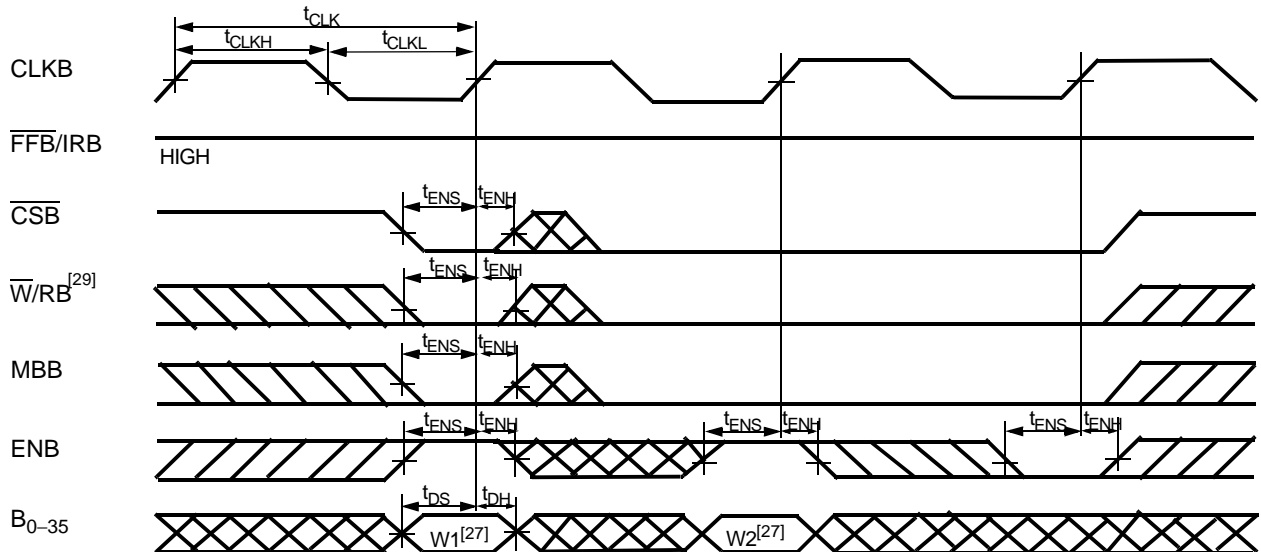 tCLK
tCLKH tCLKL
CLKB
FFB/IRB
HIGH
tENS tENH
CSB
tENS tENH
W/RB[29]
tENS tENH
MBB
tENS tENH tENS tENH tENS tENH
ENB
tDS tDH
B0–35 W1[27] W2[27]